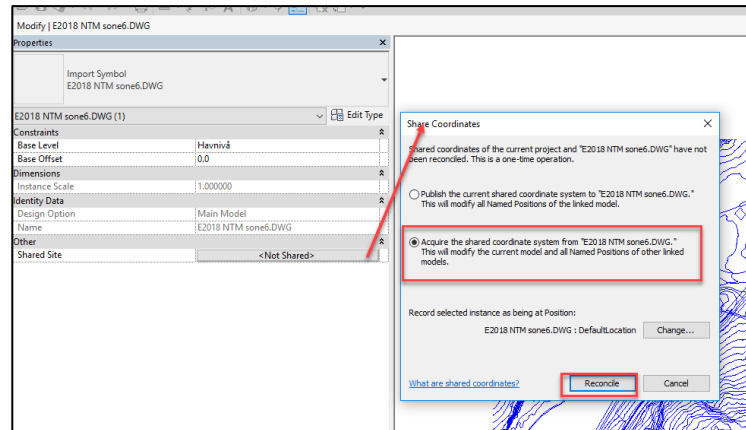 Modify | E2018 NTM sone6.DWG
Properties
Import Symbol
E2018 NTM sone6.DWG
E2018 NTM sone6.DWG (1)
Edit Type
Constraints
Base Level Havnivå
Base Offset 0.0
Dimensions
Instance Scale 1.000000
Identity Data
Design Option Main Model
Name E2018 NTM sone6.DWG
Other
Shared Site <Not Shared>
Share Coordinates
Shared coordinates of the current project and "E2018 NTM sone6.DWG" have not
been reconciled. This is a one-time operation.
Publish the current shared coordinate system to "E2018 NTM sone6.DWG."
This will modify all Named Positions of the linked model.
Acquire the shared coordinate system from "E2018 NTM sone6.DWG."
This will modify the current model and all Named Positions of other linked
models.
Record selected instance as being at Position:
E2018 NTM sone6.DWG : DefaultLocation
Change...
What are shared coordinates?
Reconcile
Cancel